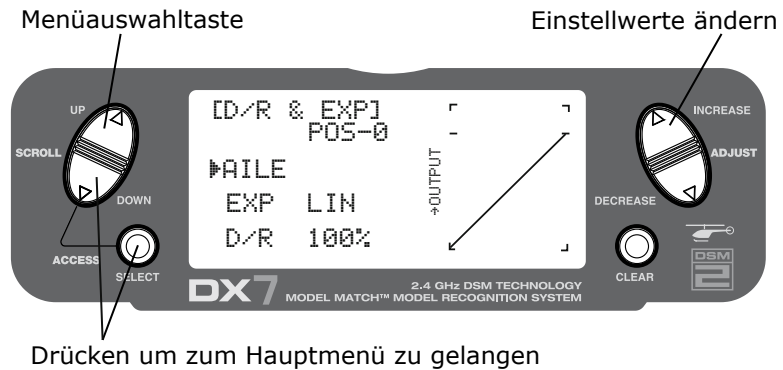 Menüauswahltaste
Einstellwerte ändern
UP
SCROLL
DOWN
ACCESS
SELECT
[D/R & EXP]
POS-0
AILE
EXP LIN
D/R 100%
→OUTPUT
INCREASE
ADJUST
DECREASE
CLEAR
DSM
2
DX7
2.4 GHz DSM TECHNOLOGY
MODEL MATCH™ MODEL RECOGNITION SYSTEM
Drücken um zum Hauptmenü zu gelangen